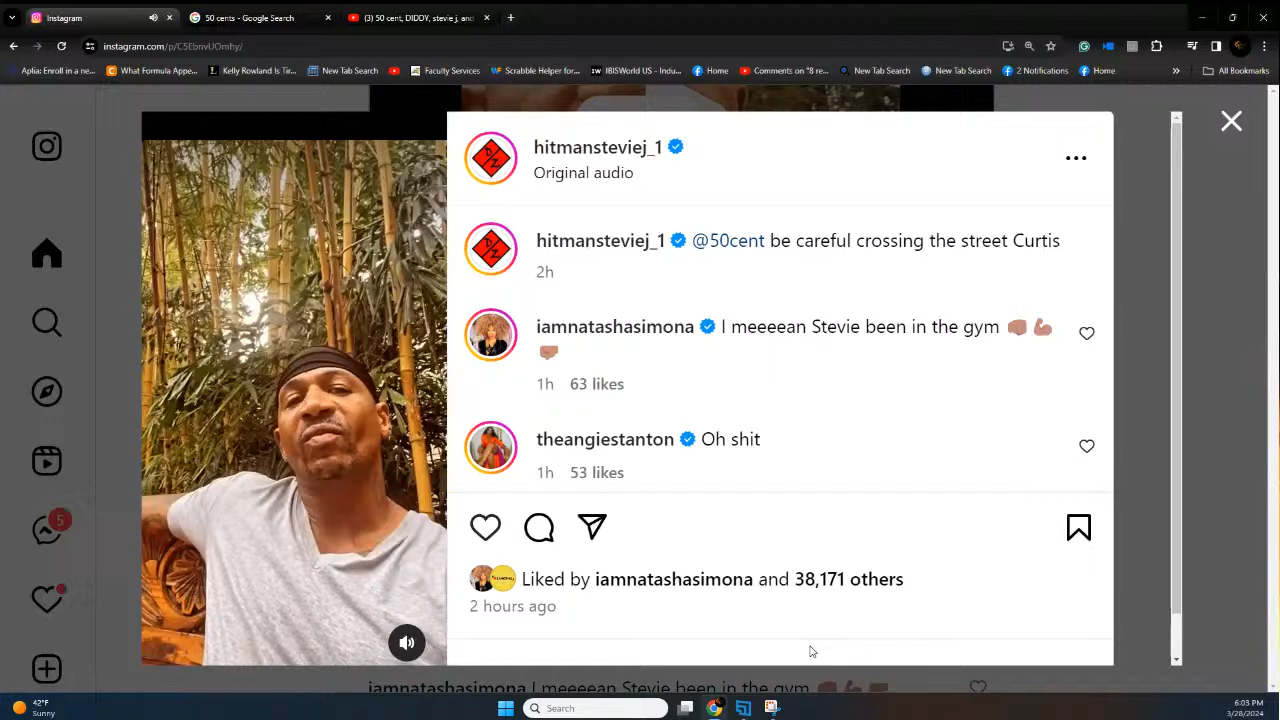 Instagram
50 cents - Google Search
(3) 50 cent, DIDDY, stevie j, and
instagram.com/p/C5EbnvUOmhy/
Aplia: Enroll in a ne...
What Formula Appe...
Kelly Rowland Is Tir...
New Tab Search
Faculty Services
Scrabble Helper for...
IW
IBISWorld US - Indu...
Home
Comments on "8 re...
New Tab Search
New Tab Search
2 Notifications
Home
»
All Bookmarks
hitmansteviej_1
Original audio
hitmansteviej_1 @50cent be careful crossing the street Curtis
2h
iamnatashasimona I meeeean Stevie been in the gym 👊🏽 💪🏽
🤛🏽
1h 63 likes
theangiestanton Oh shit
1h 53 likes
5
Liked by iamnatashasimona and 38,171 others
2 hours ago
iamnatashasimona I meeeean Stevie been in the gym
42°F
Sunny
Search
6:03 PM
3/28/2024